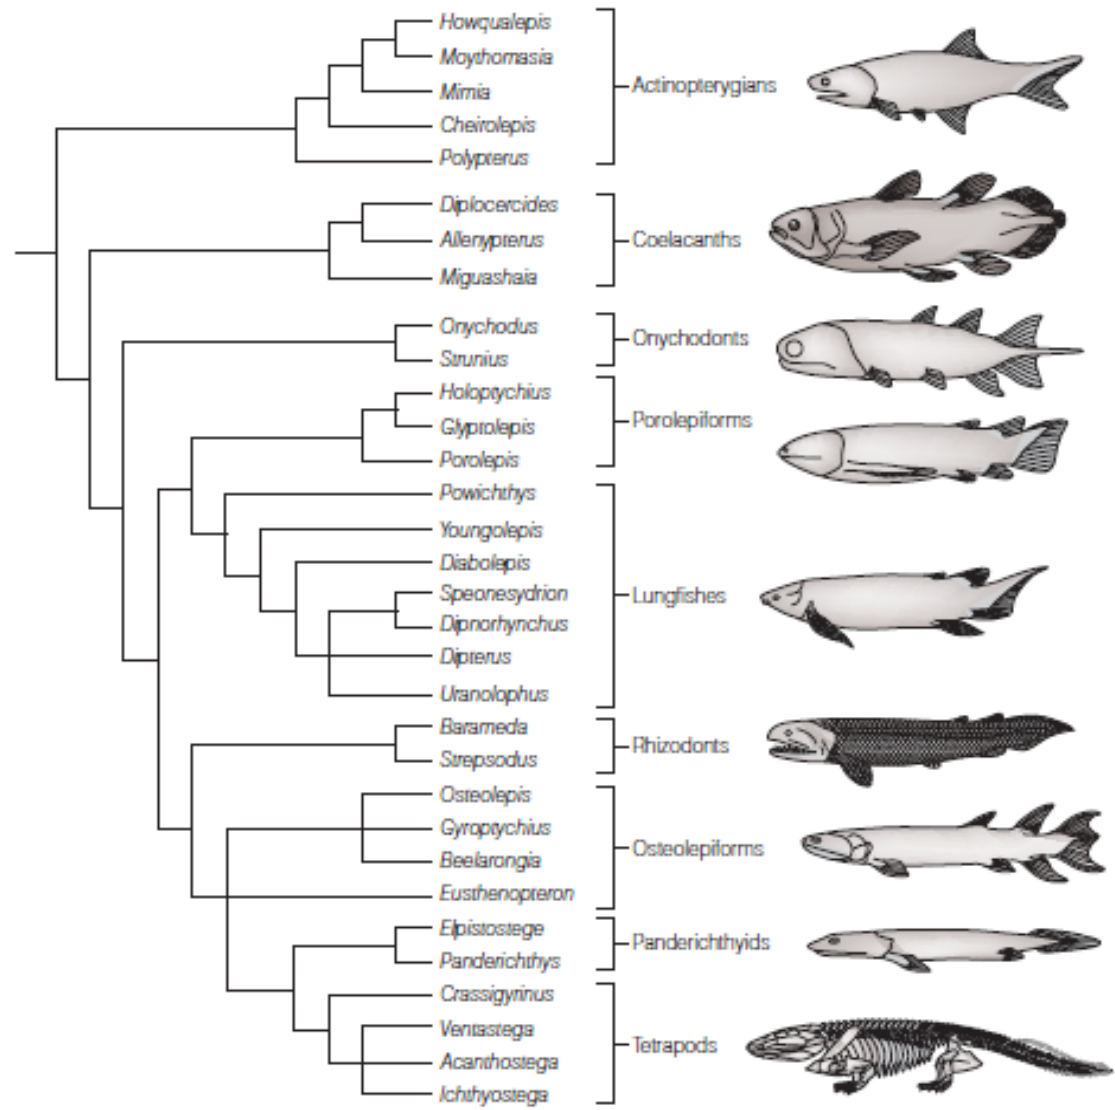 Howqualepis
Moythomasia
Mimia
Cheirolepis
Polypterus
Actinopterygians
Diplocercides
Allenypterus
Miguashaia
Coelacanths
Onychodus
Strunius
Onychodonts
Holoptychius
Glyptolepis
Porolepis
Porolepiforms
Powichthys
Youngolepis
Diabolepis
Speonesydrion
Dipnorhynchus
Dipterus
Uranolophus
Lungfishes
Barameda
Strepsodus
Rhizodonts
Osteolepis
Gyroptychius
Beelarongia
Eusthenopteron
Osteolepiforms
Elpistostege
Panderichthys
Panderichthyids
Crassigyrinus
Ventastega
Acanthostega
Ichthyostega
Tetrapods